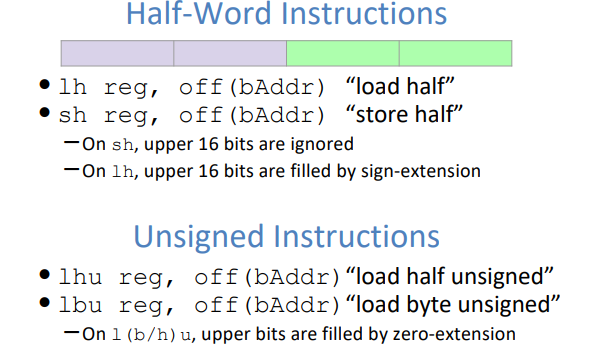 Half-Word Instructions
• lh reg, off(bAddr) “load half”
• sh reg, off(bAddr) “store half”
–On sh, upper 16 bits are ignored
–On lh, upper 16 bits are filled by sign-extension
Unsigned Instructions
• lhu reg, off(bAddr) “load half unsigned”
• lbu reg, off(bAddr) “load byte unsigned”
–On l(b/h)u, upper bits are filled by zero-extension